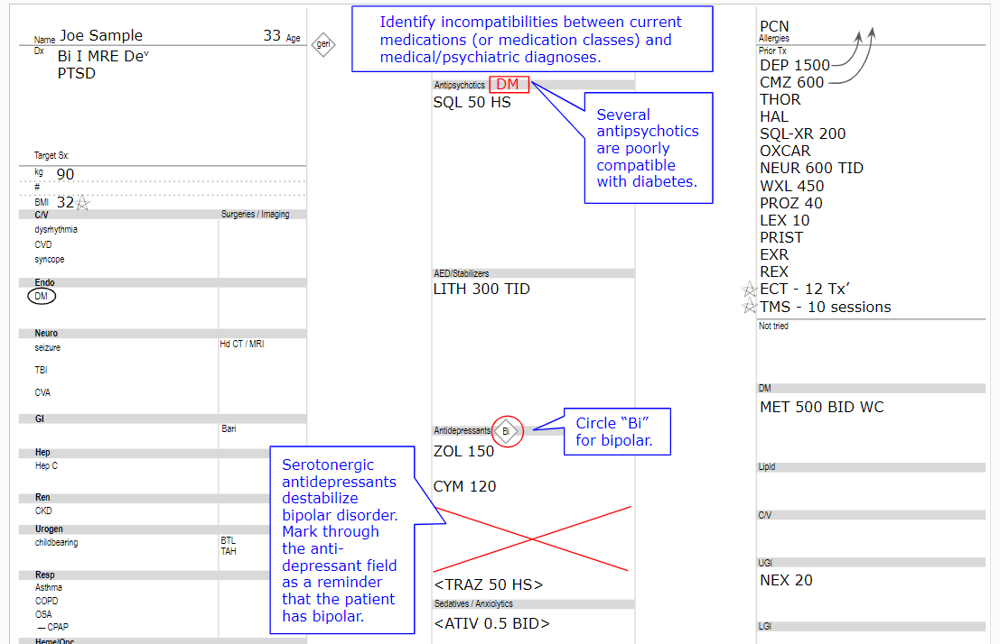 Name Joe Sample 33 Age
geri
Dx Bi I MRE Deᵛ
PTSD
Target Sx:
kg 90
#
BMI 32
C/V Surgeries / Imaging
dysrhythmia
CVD
syncope
Endo
DM
Neuro
seizure Hd CT / MRI
TBI
CVA
GI
Bari
Hep
Hep C
Ren
CKD
Urogen
childbearing BTL
TAH
Resp
Asthma
COPD
OSA
— CPAP
Heme/Onc
Identify incompatibilities between current
medications (or medication classes) and
medical/psychiatric diagnoses.
Antipsychotics DM
SQL 50 HS
Several
antipsychotics
are poorly
compatible
with diabetes.
AED/Stabilizers
LITH 300 TID
Antidepressants Bi
Circle “Bi”
for bipolar.
ZOL 150
CYM 120
Serotonergic
antidepressants
destabilize
bipolar disorder.
Mark through
the anti-
depressant field
as a reminder
that the patient
has bipolar.
<TRAZ 50 HS>
Sedatives / Anxiolytics
<ATIV 0.5 BID>
PCN
Allergies
Prior Tx
DEP 1500
CMZ 600
THOR
HAL
SQL-XR 200
OXCAR
NEUR 600 TID
WXL 450
PROZ 40
LEX 10
PRIST
EXR
REX
ECT - 12 Tx’
TMS - 10 sessions
Not tried
DM
MET 500 BID WC
Lipid
C/V
UGI
NEX 20
LGI